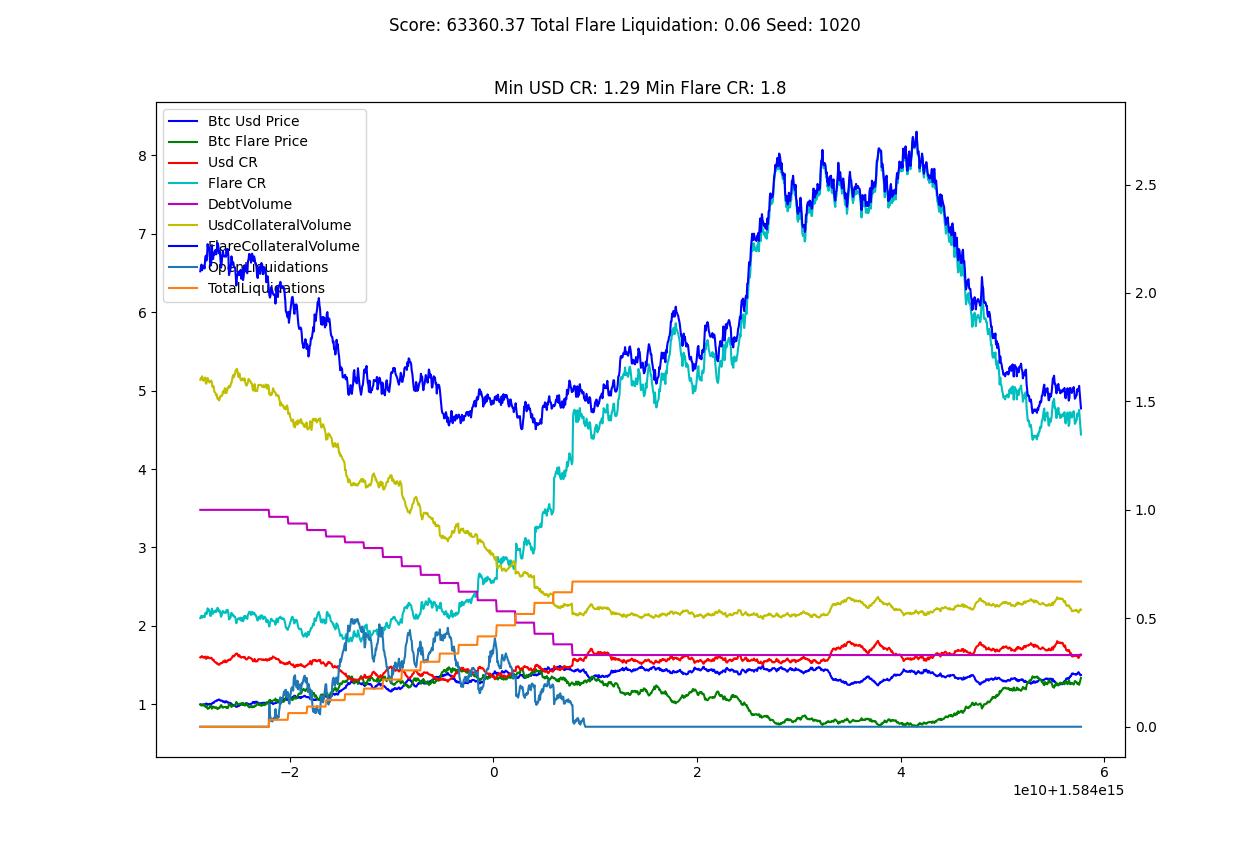 Score: 63360.37 Total Flare Liquidation: 0.06 Seed: 1020
Min USD CR: 1.29 Min Flare CR: 1.8
Btc Usd Price
Btc Flare Price
Usd CR
Flare CR
DebtVolume
UsdCollateralVolume
FlareCollateralVolume
OpenLiquidations
TotalLiquidations
8
7
6
5
4
3
2
1
2.5
2.0
1.5
1.0
0.5
0.0
−2
0
2
4
6
1e10+1.584e15